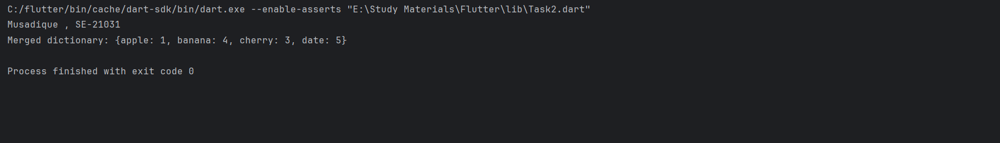 C:/flutter/bin/cache/dart-sdk/bin/dart.exe --enable-asserts "E:\Study Materials\Flutter\lib\Task2.dart"
Musadique , SE-21031
Merged dictionary: {apple: 1, banana: 4, cherry: 3, date: 5}
Process finished with exit code 0